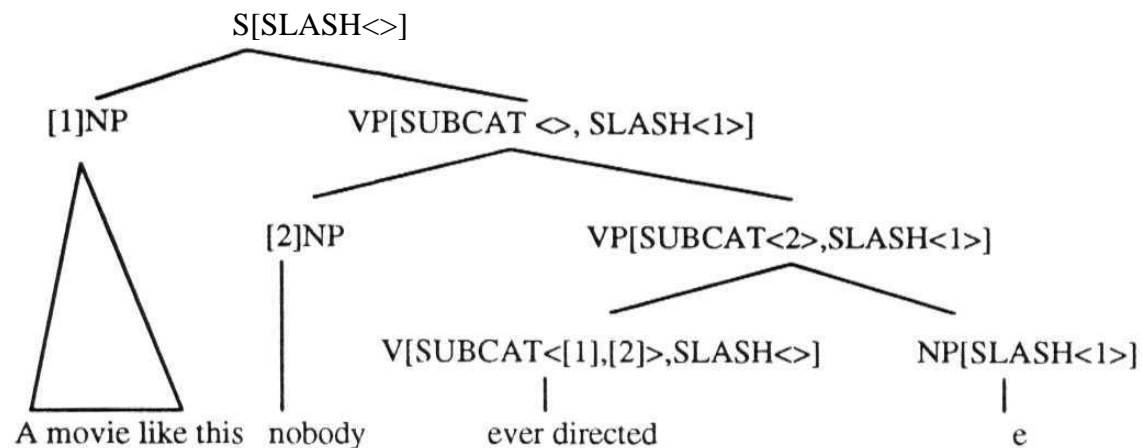 S[SLASH<>]
[1]NP VP[SUBCAT <>, SLASH<1>]
[2]NP VP[SUBCAT<2>,SLASH<1>]
V[SUBCAT<[1],[2]>,SLASH<>] NP[SLASH<1>]
A movie like this nobody ever directed e